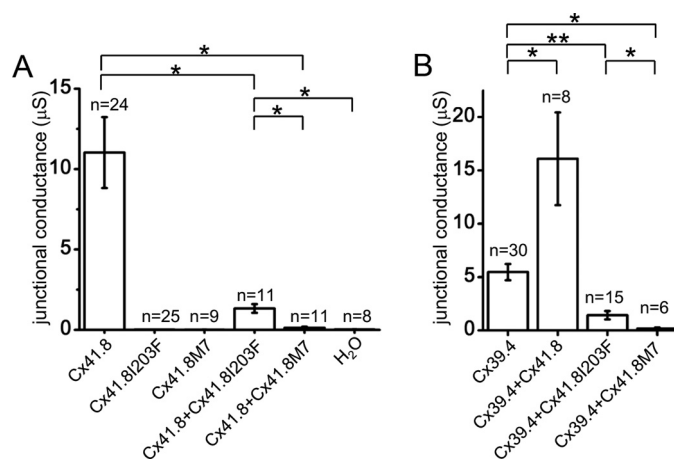 A
*
*
*
*
junctional conductance (µS)
15
10
5
0
n=24
n=25
n=9
n=11
n=11
n=8
Cx41.8
Cx41.8I203F
Cx41.8M7
Cx41.8+Cx41.8I203F
Cx41.8+Cx41.8M7
H₂O
B
*
**
*
*
junctional conductance (µS)
20
15
10
5
0
n=30
n=8
n=15
n=6
Cx39.4
Cx39.4+Cx41.8
Cx39.4+Cx41.8I203F
Cx39.4+Cx41.8M7